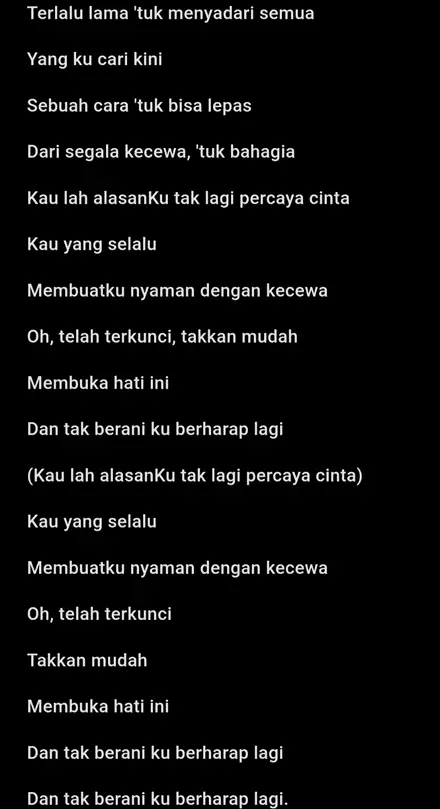 Terlalu lama 'tuk menyadari semua
Yang ku cari kini
Sebuah cara 'tuk bisa lepas
Dari segala kecewa, 'tuk bahagia
Kau lah alasanKu tak lagi percaya cinta
Kau yang selalu
Membuatku nyaman dengan kecewa
Oh, telah terkunci, takkan mudah
Membuka hati ini
Dan tak berani ku berharap lagi
(Kau lah alasanKu tak lagi percaya cinta)
Kau yang selalu
Membuatku nyaman dengan kecewa
Oh, telah terkunci
Takkan mudah
Membuka hati ini
Dan tak berani ku berharap lagi
Dan tak berani ku berharap lagi.